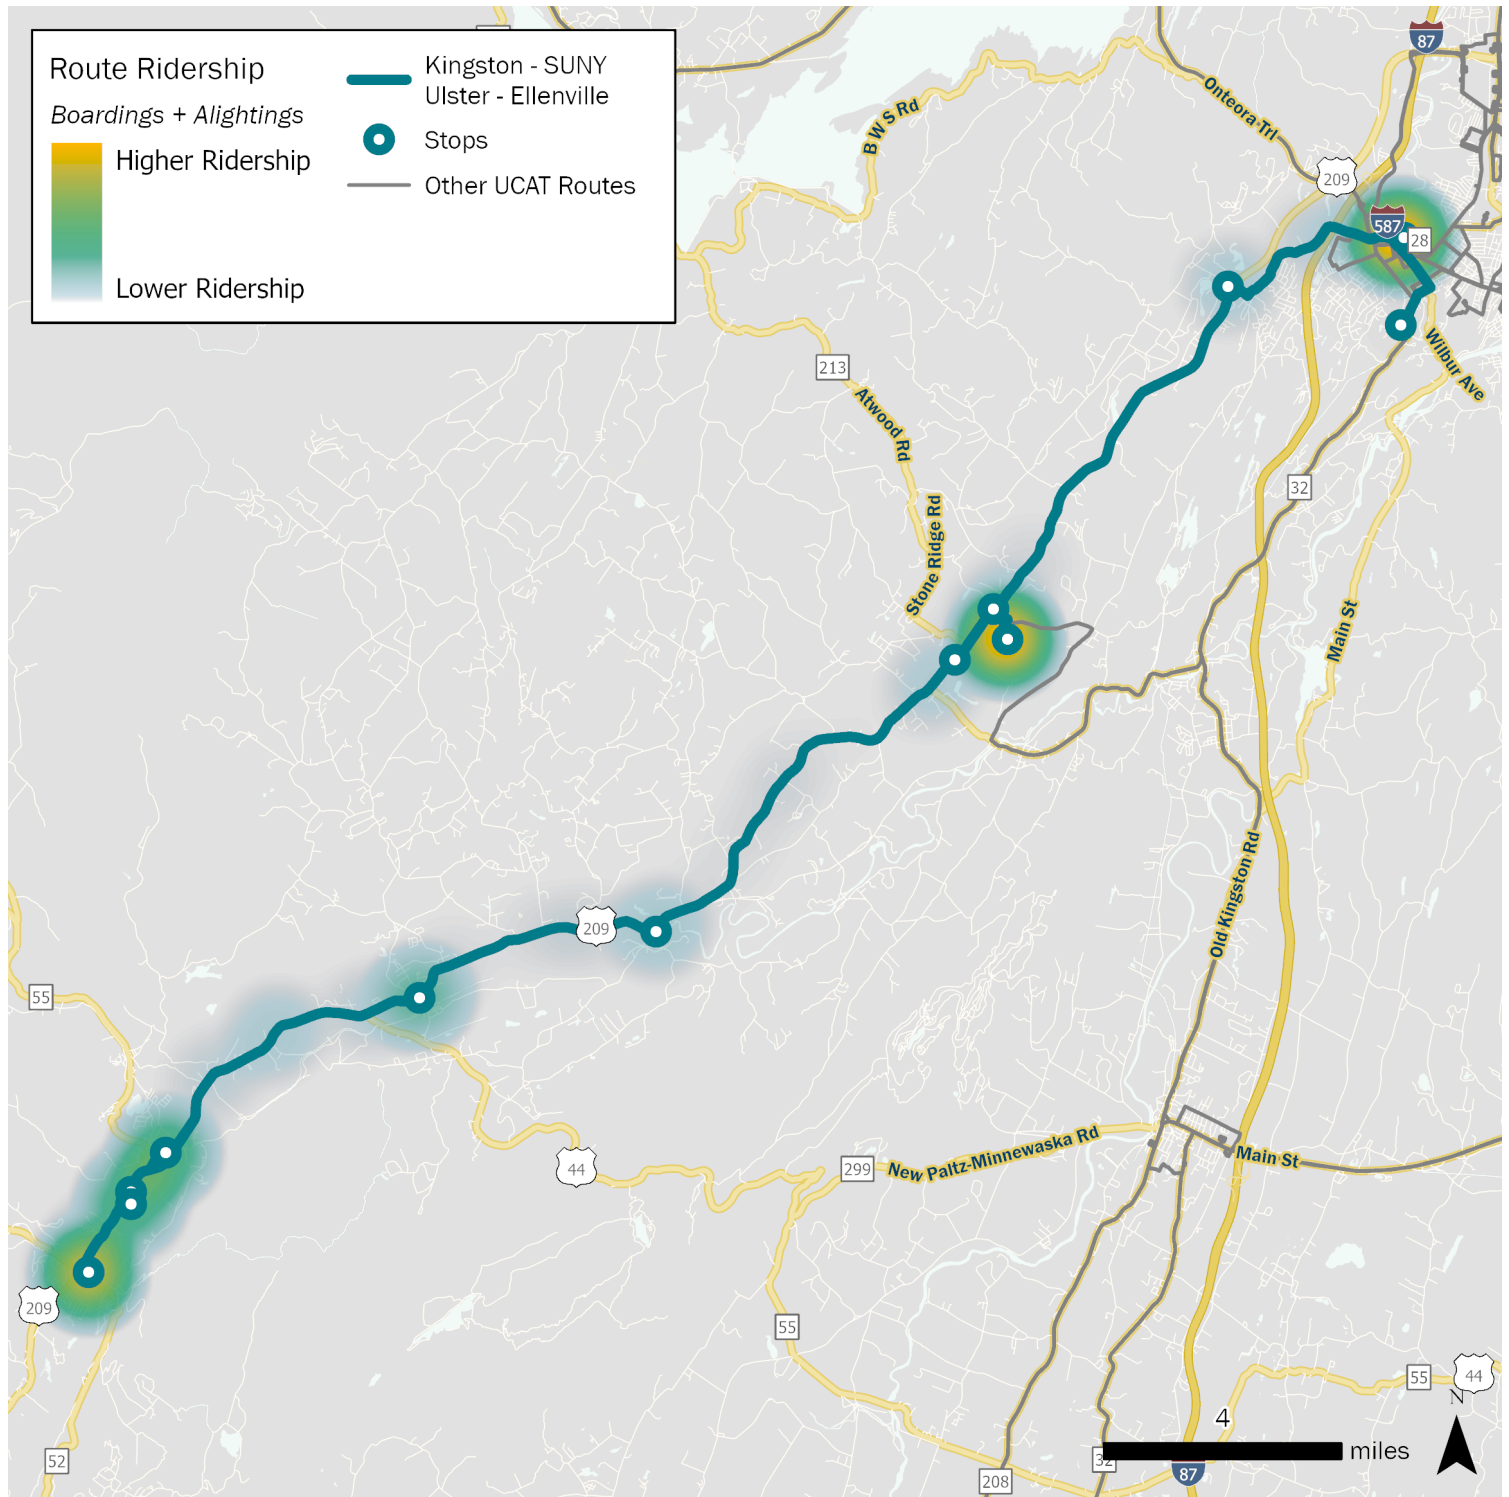 Route Ridership
Boardings + Alightings
Higher Ridership
Lower Ridership
Kingston - SUNY
Ulster - Ellenville
Stops
Other UCAT Routes
87
B W S Rd
Onteora Trl
209
587
28
Wilbur Ave
213
Atwood Rd
32
Stone Ridge Rd
Main St
Old Kingston Rd
209
55
44
299
New Paltz-Minnewaska Rd
Main St
209
55
55
44
N
4
miles
52
32
87
208